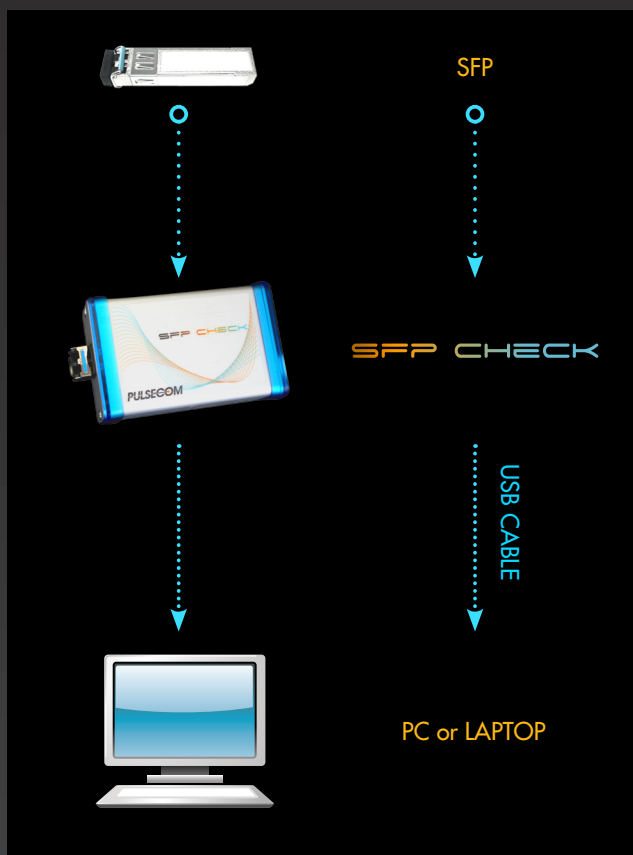 SFP
SFP CHECK
PULSECOM
SFP CHECK
USB CABLE
PC or LAPTOP